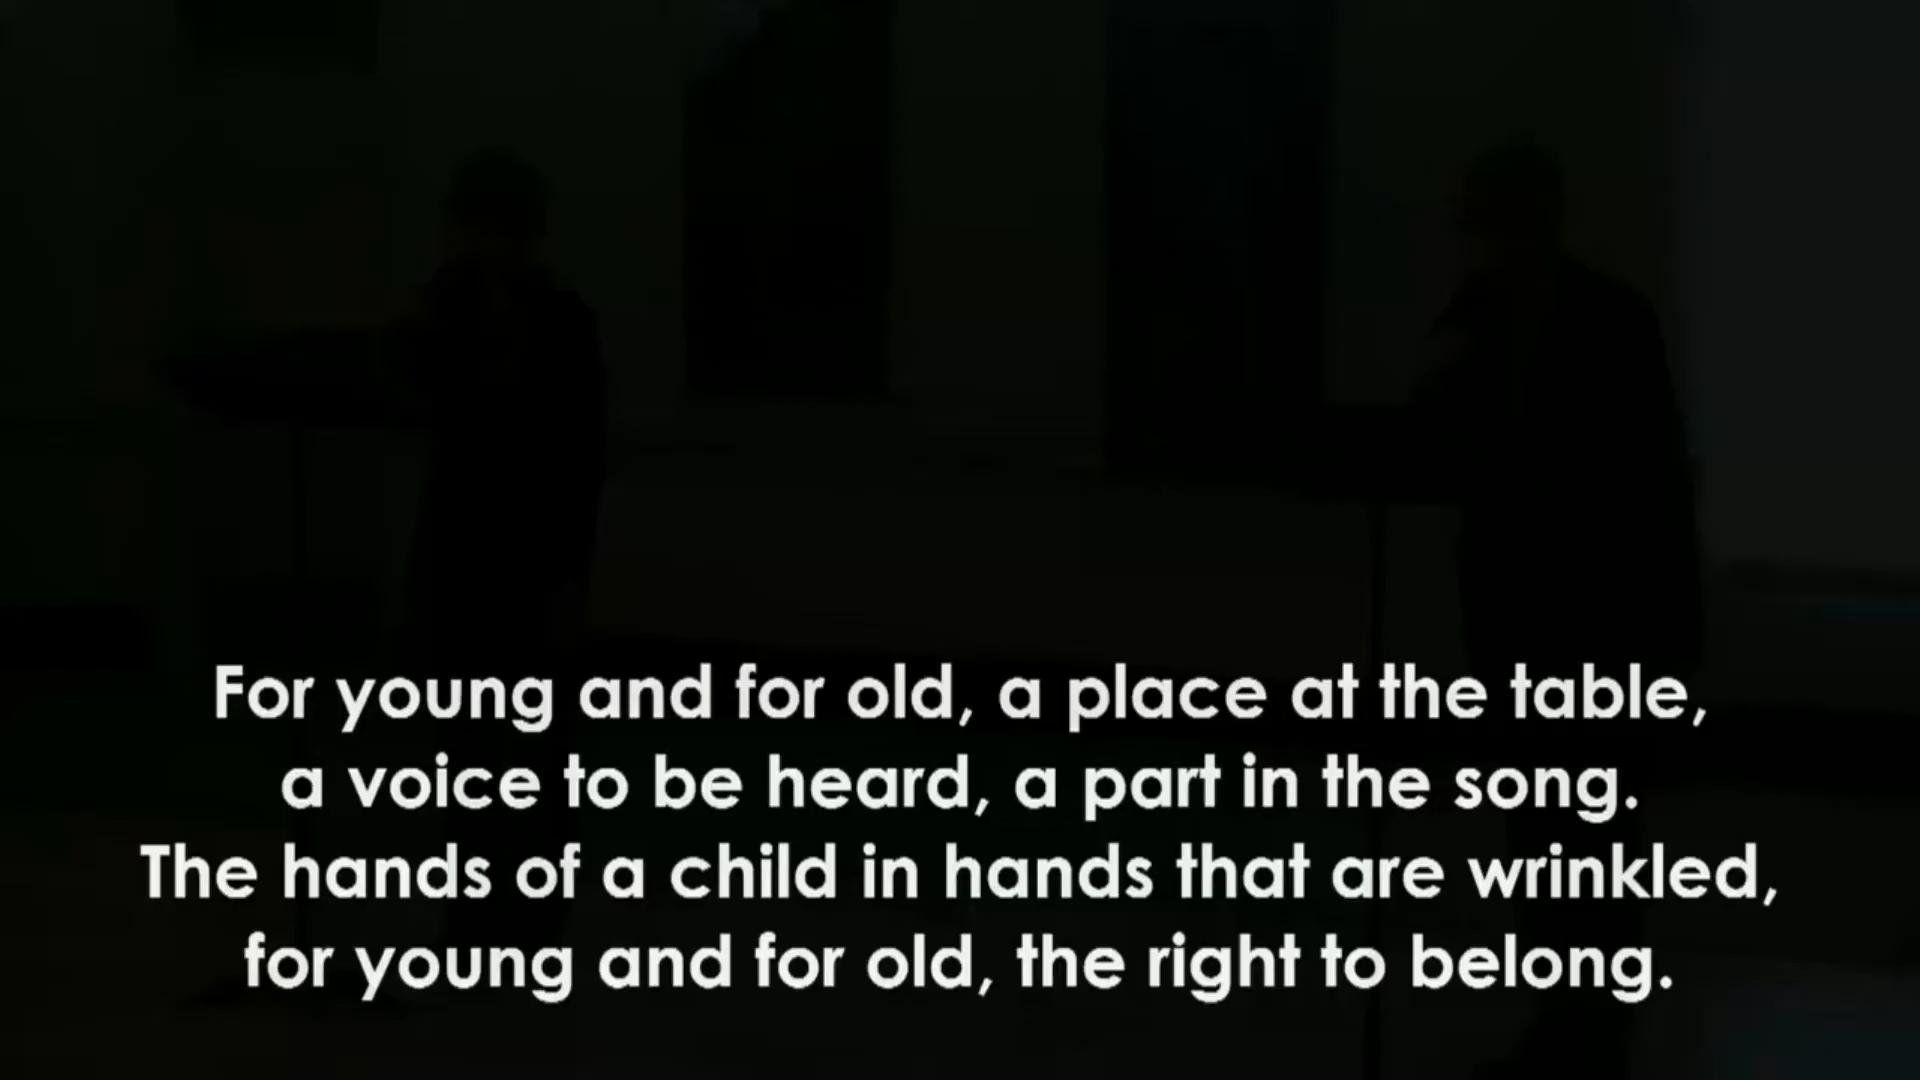 For young and for old, a place at the table,
a voice to be heard, a part in the song.
The hands of a child in hands that are wrinkled,
for young and for old, the right to belong.